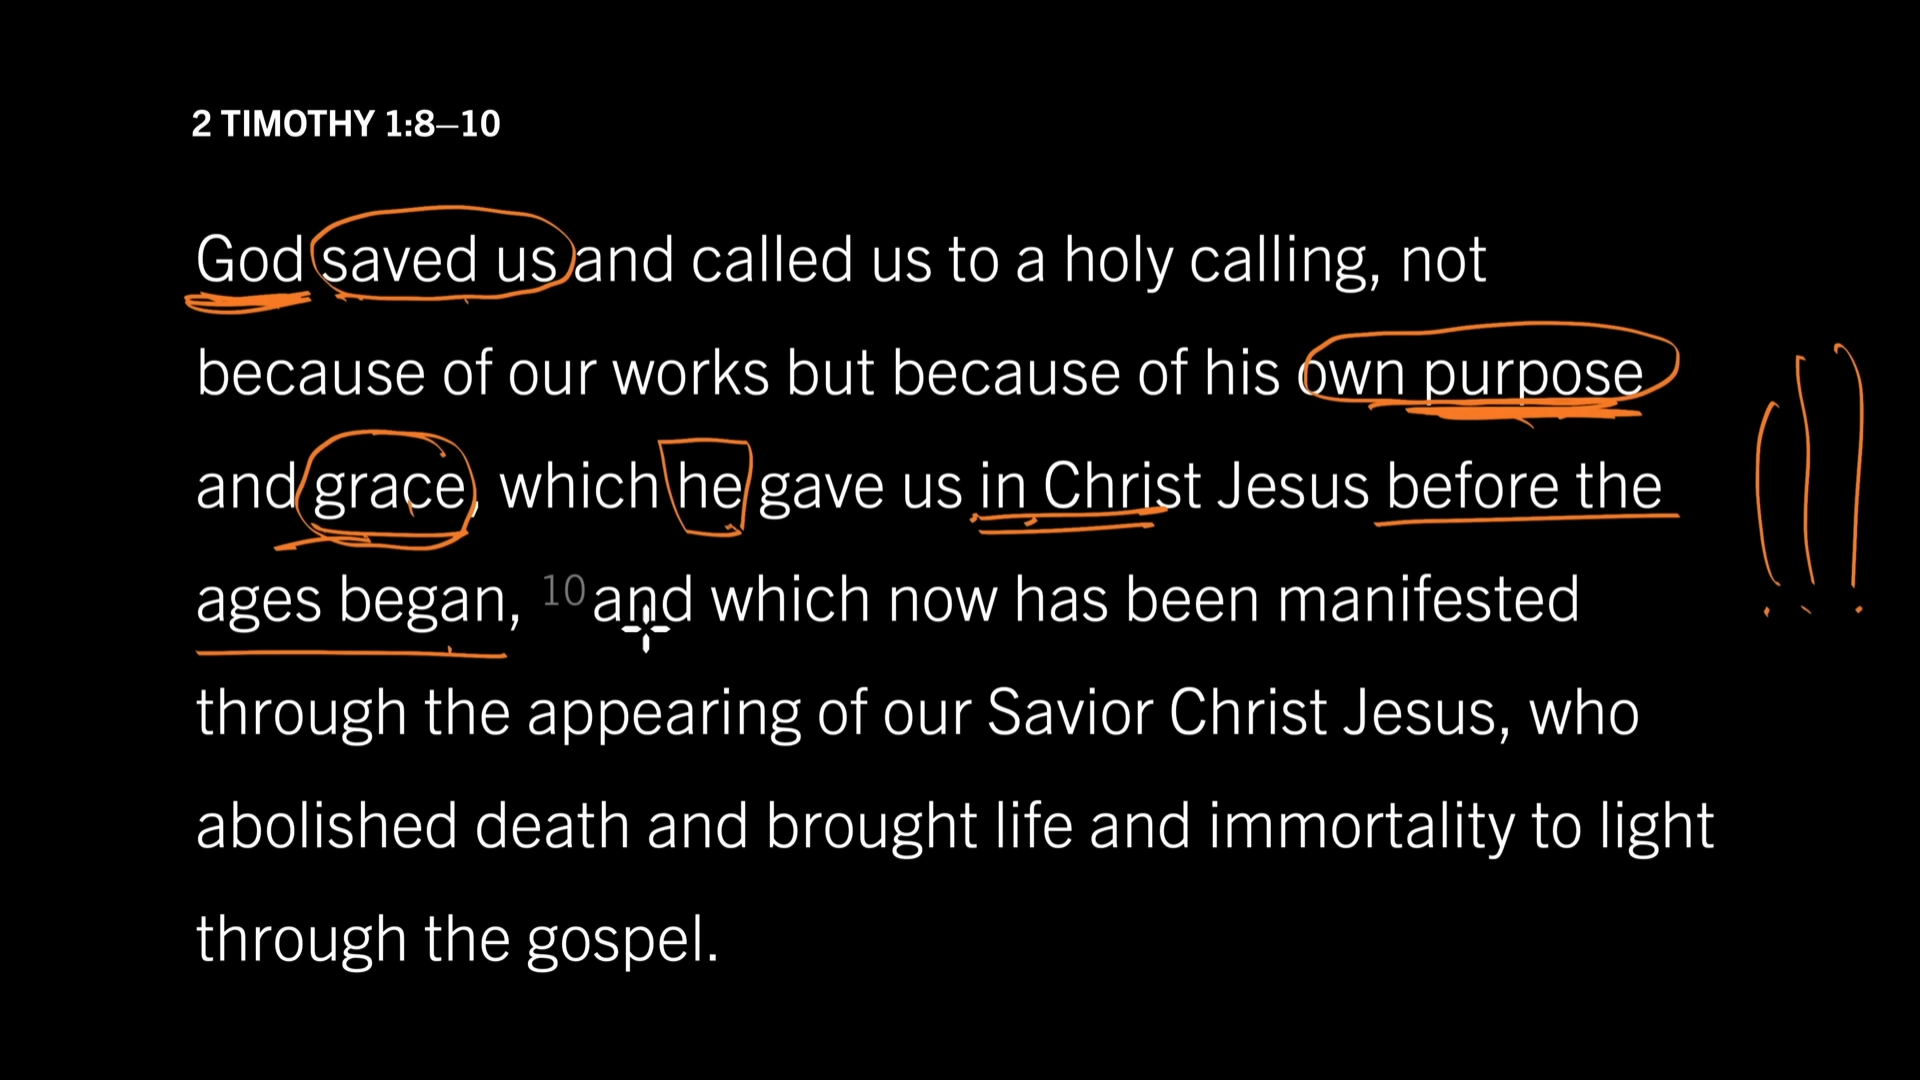 2 TIMOTHY 1:8–10
God saved us and called us to a holy calling, not
because of our works but because of his own purpose
and grace, which he gave us in Christ Jesus before the
ages began, 10 and which now has been manifested
through the appearing of our Savior Christ Jesus, who
abolished death and brought life and immortality to light
through the gospel.
!!!